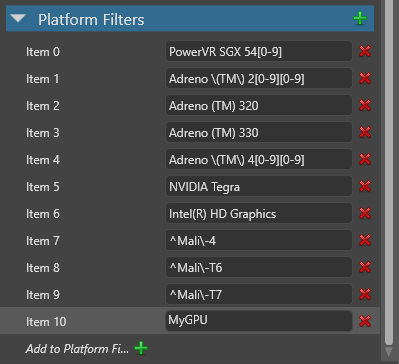 Platform Filters
Item 0 PowerVR SGX 54[0-9]
Item 1 Adreno \(TM\) 2[0-9][0-9]
Item 2 Adreno (TM) 320
Item 3 Adreno (TM) 330
Item 4 Adreno \(TM\) 4[0-9][0-9]
Item 5 NVIDIA Tegra
Item 6 Intel(R) HD Graphics
Item 7 ^Mali\-4
Item 8 ^Mali\-T6
Item 9 ^Mali\-T7
Item 10 MyGPU
Add to Platform Fi...